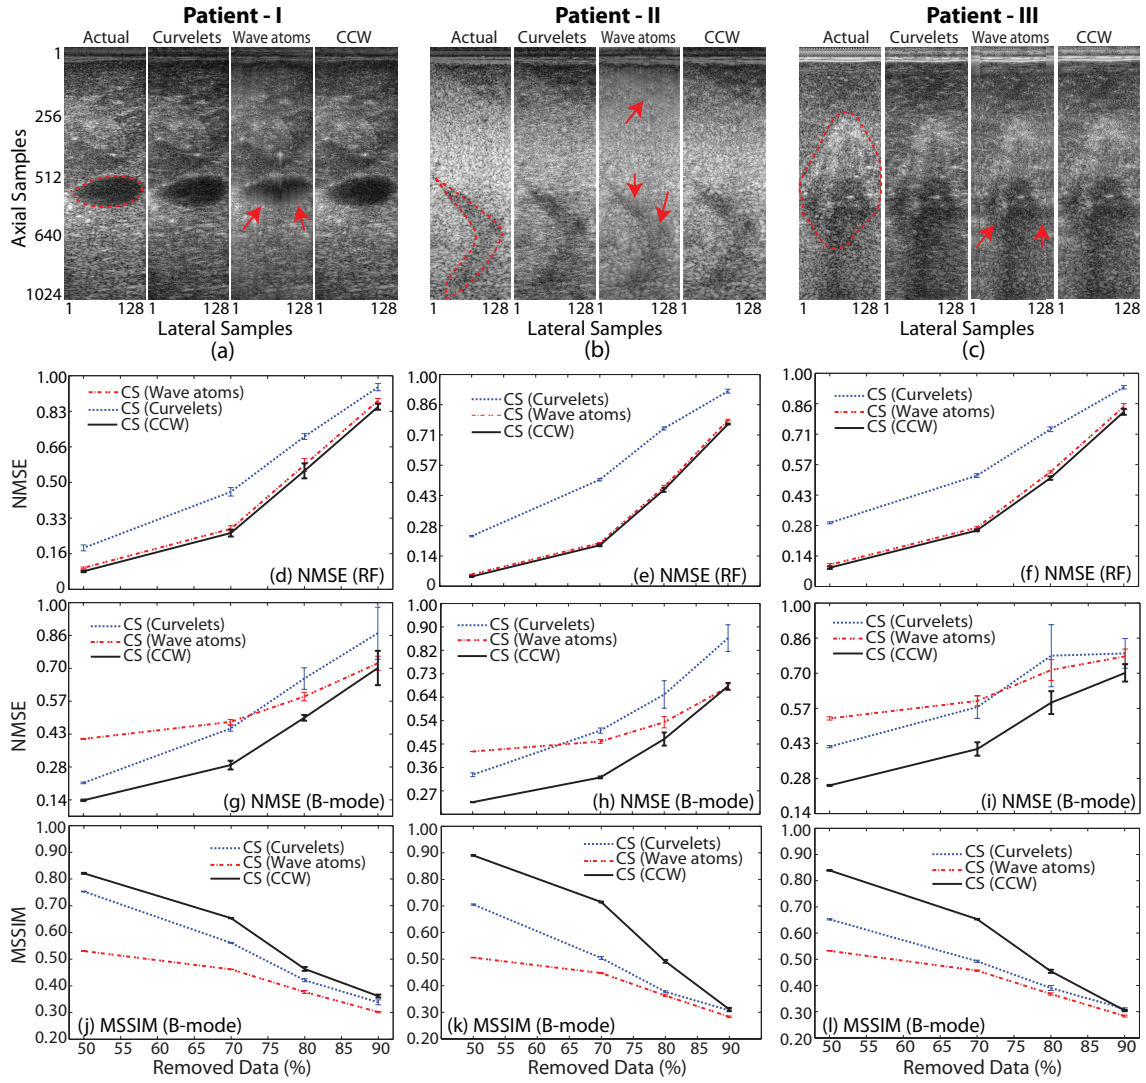 Patient - I
Patient - II
Patient - III
Actual Curvelets Wave atoms CCW
Actual Curvelets Wave atoms CCW
Actual Curvelets Wave atoms CCW
Axial Samples
1
256
512
640
1024
1 128 1 128 1 128 1 128
1 128 1 128 1 128 1 128
1 128 1 128 1 128 1 128
Lateral Samples
Lateral Samples
Lateral Samples
(a)
(b)
(c)
NMSE
1.00
0.83
0.66
0.50
0.33
0.16
0
CS (Wave atoms)
CS (Curvelets)
CS (CCW)
(d) NMSE (RF)
1.00
0.85
0.71
0.57
0.43
0.28
0.14
0
CS (Curvelets)
CS (Wave atoms)
CS (CCW)
(e) NMSE (RF)
1.00
0.85
0.71
0.57
0.43
0.28
0.14
0
CS (Curvelets)
CS (Wave atoms)
CS (CCW)
(f) NMSE (RF)
NMSE
1.00
0.86
0.70
0.57
0.43
0.28
0.14
CS (Curvelets)
CS (Wave atoms)
CS (CCW)
(g) NMSE (B-mode)
1.00
0.92
0.82
0.70
0.64
0.54
0.45
0.36
0.27
CS (Curvelets)
CS (Wave atoms)
CS (CCW)
(h) NMSE (B-mode)
1.00
0.86
0.70
0.57
0.43
0.28
0.14
CS (Curvelets)
CS (Wave atoms)
CS (CCW)
(i) NMSE (B-mode)
MSSIM
1.00
0.90
0.80
0.70
0.60
0.50
0.40
0.30
0.20
CS (Curvelets)
CS (Wave atoms)
CS (CCW)
(j) MSSIM (B-mode)
50 55 60 65 70 75 80 85 90
Removed Data (%)
1.00
0.90
0.80
0.70
0.60
0.50
0.40
0.30
0.20
CS (Curvelets)
CS (Wave atoms)
CS (CCW)
(k) MSSIM (B-mode)
50 55 60 65 70 75 80 85 90
Removed Data (%)
1.00
0.90
0.80
0.70
0.60
0.50
0.40
0.30
0.20
CS (Curvelets)
CS (Wave atoms)
CS (CCW)
(l) MSSIM (B-mode)
50 55 60 65 70 75 80 85 90
Removed Data (%)